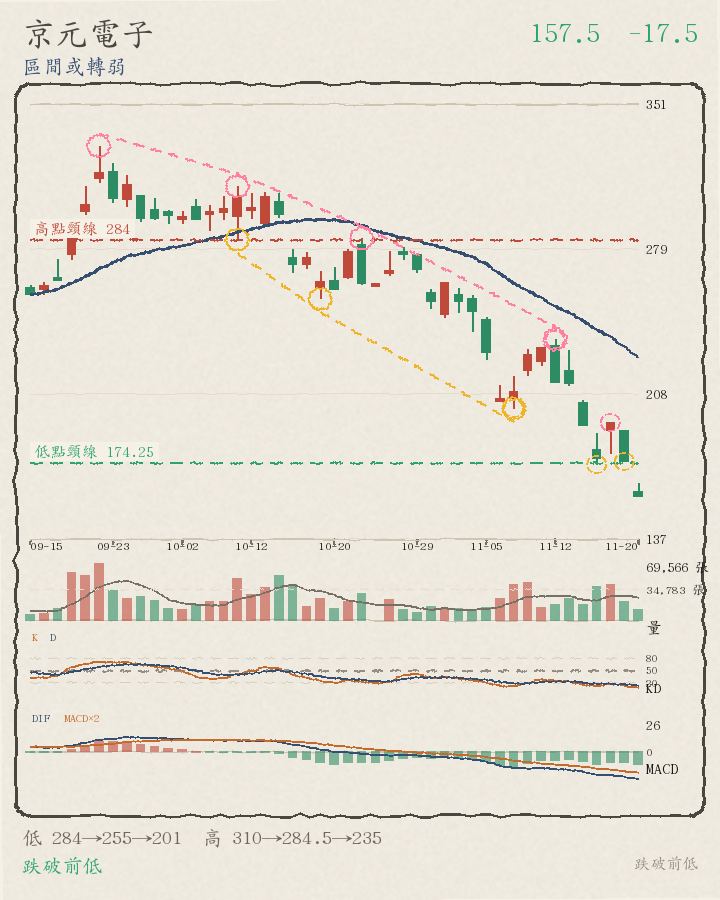 京元電子
157.5 -17.5
區間或轉弱
351
高點頸線 284
279
208
低點頸線 174.25
137
09-15 09-23 10-02 10-12 10-20 10-29 11-05 11-12 11-20
69,566 張
34,783 張
量
K D
80
50
20
KD
DIF MACD×2
26
0
MACD
低 284→255→201 高 310→284.5→235
跌破前低
跌破前低